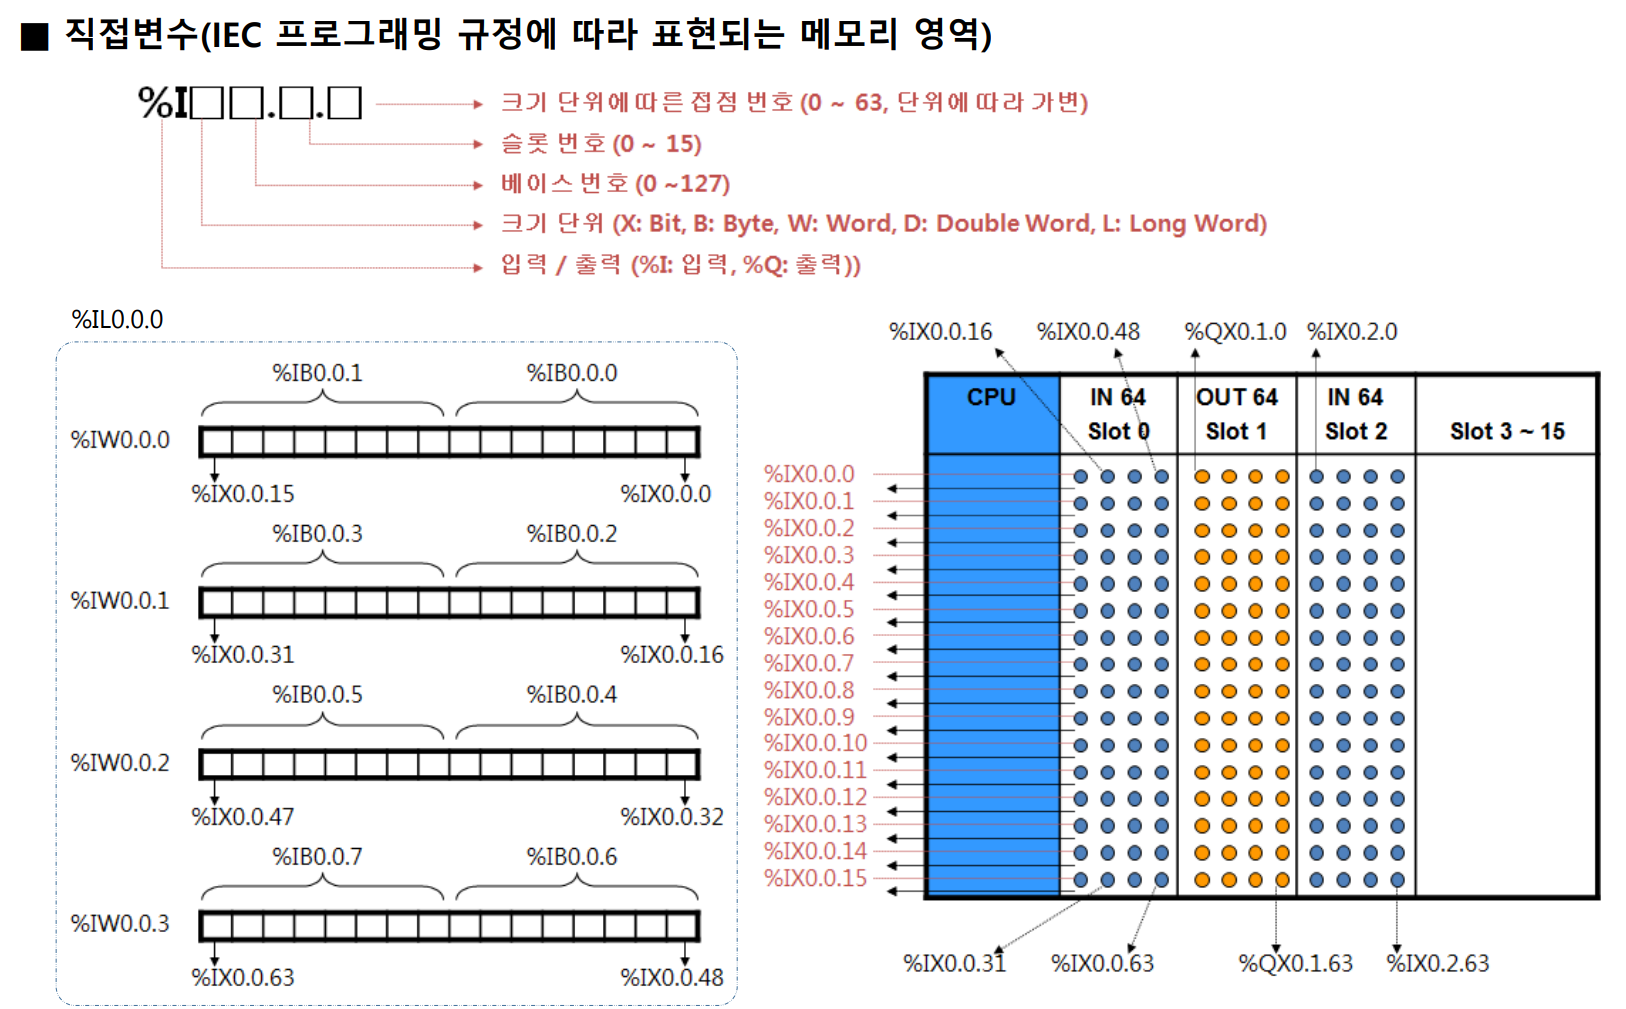 ■ 직접변수(IEC 프로그래밍 규정에 따라 표현되는 메모리 영역)
%I□□.□.□
크기 단위에 따른 접점 번호 (0 ~ 63, 단위에 따라 가변)
슬롯 번호 (0 ~ 15)
베이스 번호 (0 ~127)
크기 단위 (X: Bit, B: Byte, W: Word, D: Double Word, L: Long Word)
입력 / 출력 (%I: 입력, %Q: 출력))
%IL0.0.0
%IB0.0.1 %IB0.0.0
%IW0.0.0
%IX0.0.15 %IX0.0.0
%IB0.0.3 %IB0.0.2
%IW0.0.1
%IX0.0.31 %IX0.0.16
%IB0.0.5 %IB0.0.4
%IW0.0.2
%IX0.0.47 %IX0.0.32
%IB0.0.7 %IB0.0.6
%IW0.0.3
%IX0.0.63 %IX0.0.48
%IX0.0.16 %IX0.0.48 %QX0.1.0 %IX0.2.0
CPU IN 64 OUT 64 IN 64
Slot 0 Slot 1 Slot 2 Slot 3 ~ 15
%IX0.0.0
%IX0.0.1
%IX0.0.2
%IX0.0.3
%IX0.0.4
%IX0.0.5
%IX0.0.6
%IX0.0.7
%IX0.0.8
%IX0.0.9
%IX0.0.10
%IX0.0.11
%IX0.0.12
%IX0.0.13
%IX0.0.14
%IX0.0.15
%IX0.0.31 %IX0.0.63 %QX0.1.63 %IX0.2.63